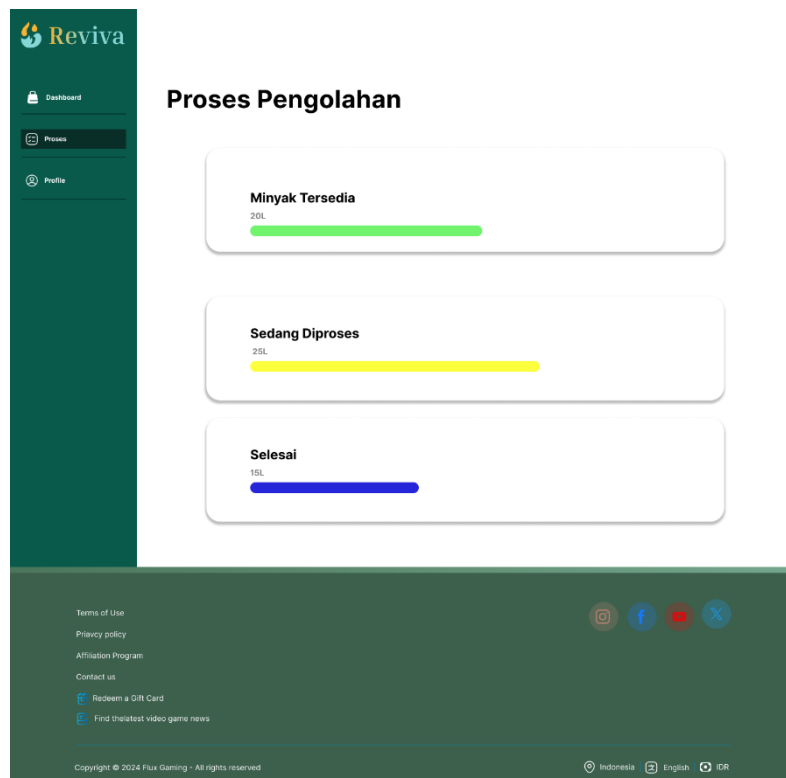 Reviva
Dashboard
Proses
Profile
Proses Pengolahan
Minyak Tersedia
20L
Sedang Diproses
25L
Selesai
15L
Terms of Use
Priavcy policy
Affiliation Program
Contact us
Redeem a Gift Card
Find thelatest video game news
Copyright © 2024 Flux Gaming - All rights reserved
Indonesia
English
IDR